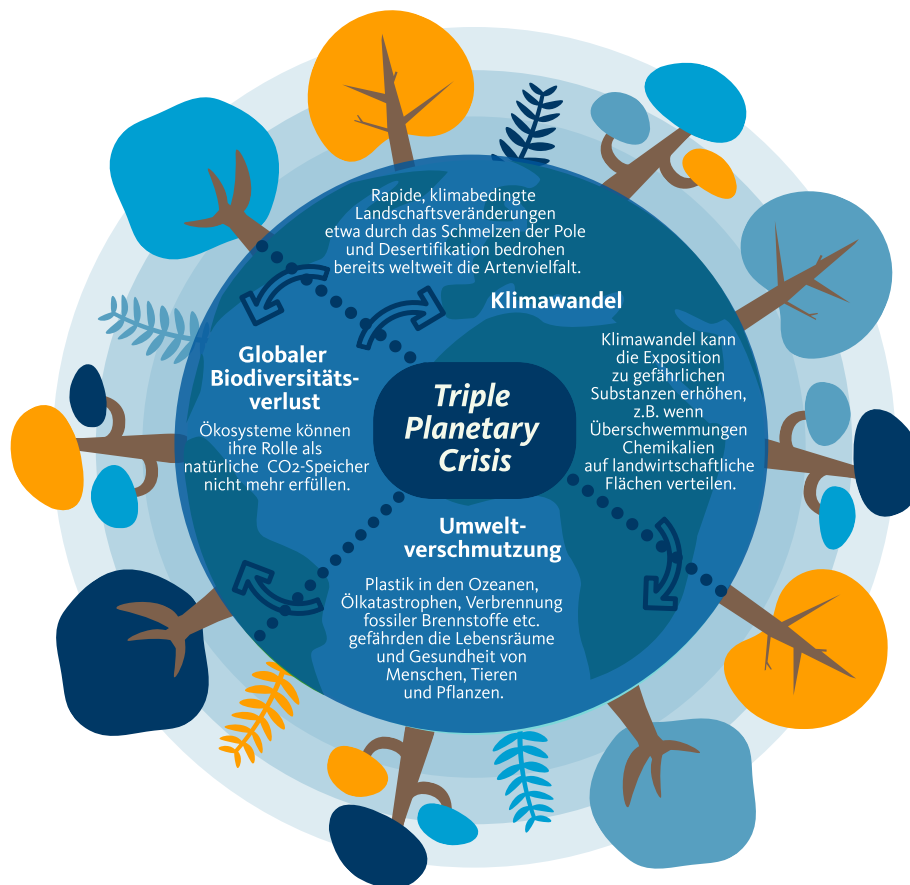 Rapide, klimabedingte
Landschaftsveränderungen
etwa durch das Schmelzen der Pole
und Desertifikation bedrohen
bereits weltweit die Artenvielfalt.
Klimawandel
Klimawandel kann
die Exposition
zu gefährlichen
Substanzen erhöhen,
z.B. wenn
Überschwemmungen
Chemikalien
auf landwirtschaftliche
Flächen verteilen.
Globaler
Biodiversitäts-
verlust
Ökosysteme können
ihre Rolle als
natürliche CO2-Speicher
nicht mehr erfüllen.
Triple
Planetary
Crisis
Umwelt-
verschmutzung
Plastik in den Ozeanen,
Ölkatastrophen, Verbrennung
fossiler Brennstoffe etc.
gefährden die Lebensräume
und Gesundheit von
Menschen, Tieren
und Pflanzen.